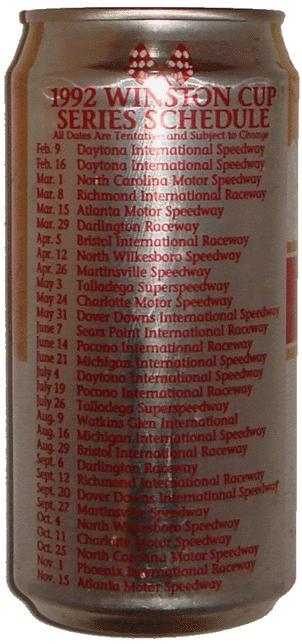 1992 WINSTON CUP
SERIES SCHEDULE
All Dates Are Tentative and Subject to Change
Feb. 9 Daytona International Speedway
Feb. 16 Daytona International Speedway
Mar. 1 North Carolina Motor Speedway
Mar. 8 Richmond International Raceway
Mar. 15 Atlanta Motor Speedway
Mar. 29 Darlington Raceway
Apr. 5 Bristol International Raceway
Apr. 12 North Wilkesboro Speedway
Apr. 26 Martinsville Speedway
May 3 Talladega Superspeedway
May 24 Charlotte Motor Speedway
May 31 Dover Downs International Speedway
June 7 Sears Point International Raceway
June 14 Pocono International Raceway
June 21 Michigan International Speedway
July 4 Daytona International Speedway
July 19 Pocono International Raceway
July 26 Talladega Superspeedway
Aug. 9 Watkins Glen International
Aug. 16 Michigan International Speedway
Aug. 29 Bristol International Raceway
Sept. 6 Darlington Raceway
Sept. 12 Richmond International Raceway
Sept. 20 Dover Downs International Speedway
Sept. 27 Martinsville Speedway
Oct. 4 North Wilkesboro Speedway
Oct. 11 Charlotte Motor Speedway
Oct. 25 North Carolina Motor Speedway
Nov. 1 Phoenix International Raceway
Nov. 15 Atlanta Motor Speedway